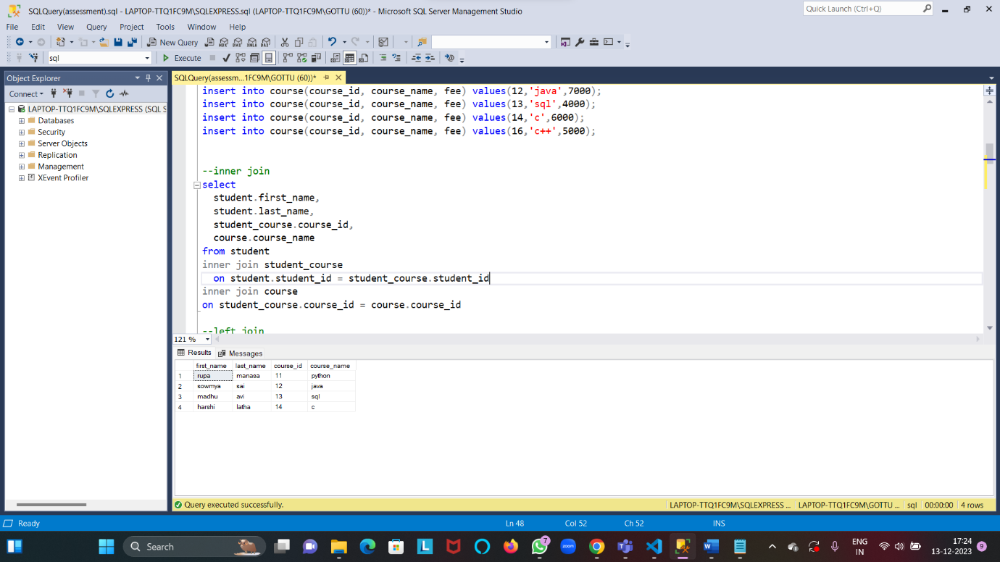 SQLQuery(assessment).sql - LAPTOP-TTQ1FC9M\SQLEXPRESS.sql (LAPTOP-TTQ1FC9M\GOTTU (60))* - Microsoft SQL Server Management Studio
Quick Launch (Ctrl+Q)
File Edit View Query Project Tools Window Help
New Query
sql Execute
Object Explorer
SQLQuery(assessm...1FC9M\GOTTU (60))*
Connect
LAPTOP-TTQ1FC9M\SQLEXPRESS (SQL S
Databases
Security
Server Objects
Replication
Management
XEvent Profiler
insert into course(course_id, course_name, fee) values(12,'java',7000);
insert into course(course_id, course_name, fee) values(13,'sql',4000);
insert into course(course_id, course_name, fee) values(14,'c',6000);
insert into course(course_id, course_name, fee) values(16,'c++',5000);
--inner join
select
student.first_name,
student.last_name,
student_course.course_id,
course.course_name
from student
inner join student_course
on student.student_id = student_course.student_id
inner join course
on student_course.course_id = course.course_id
--left join
121 %
Results Messages
first_name last_name course_id course_name
1 rupa manasa 11 python
2 sowmya sai 12 java
3 madhu avi 13 sql
4 harshi latha 14 c
Query executed successfully.
LAPTOP-TTQ1FC9M\SQLEXPRESS ... LAPTOP-TTQ1FC9M\GOTTU ... sql 00:00:00 4 rows
Ready Ln 48 Col 52 Ch 52 INS
Search
7
zoom
ENG
IN
17:24
13-12-2023
9